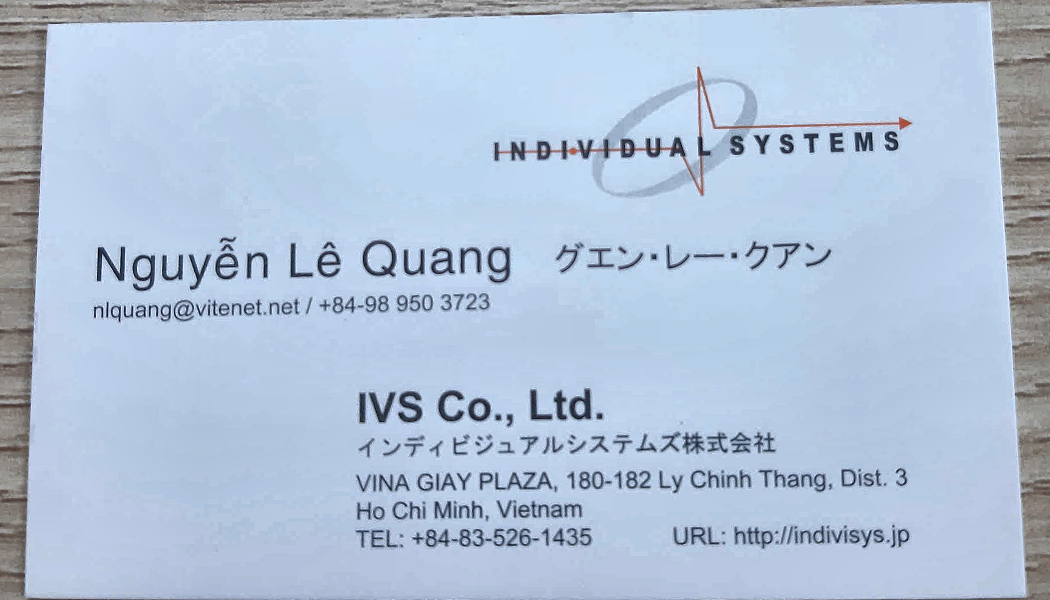 INDIVIDUAL SYSTEMS
Nguyễn Lê Quang グエン・レー・クアン
nlquang@vitenet.net / +84-98 950 3723
IVS Co., Ltd.
インディビジュアルシステムズ株式会社
VINA GIAY PLAZA, 180-182 Ly Chinh Thang, Dist. 3
Ho Chi Minh, Vietnam
TEL: +84-83-526-1435 URL: http://indivisys.jp